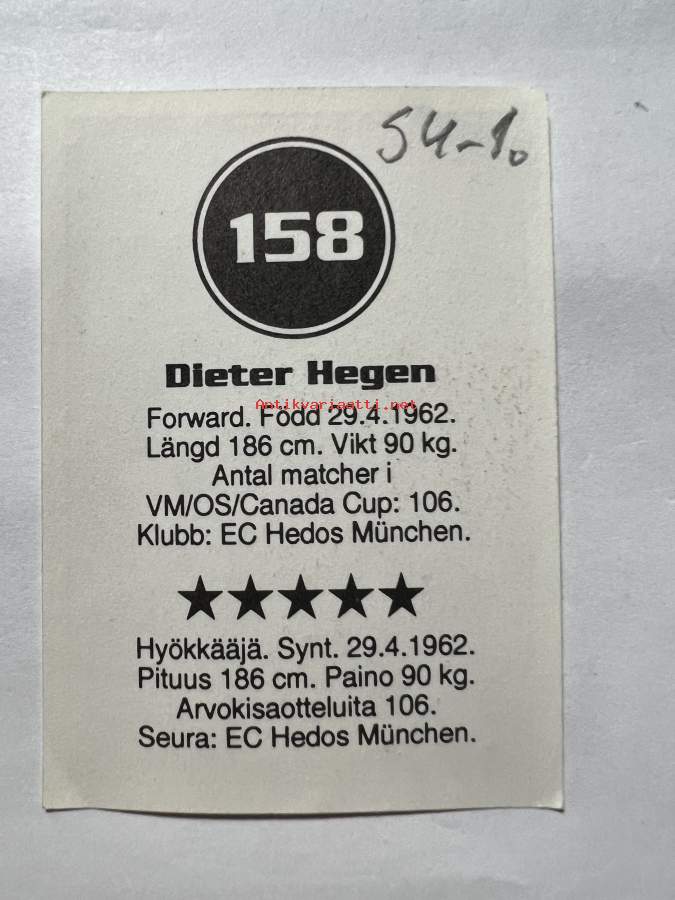 S4-1.
158
Dieter Hegen
Antikvariaatti.net
Forward. Född 29.4.1962.
Längd 186 cm. Vikt 90 kg.
Antal matcher i
VM/OS/Canada Cup: 106.
Klubb: EC Hedos München.
Hyökkääjä. Synt. 29.4.1962.
Pituus 186 cm. Paino 90 kg.
Arvokisaotteluita 106.
Seura: EC Hedos München.